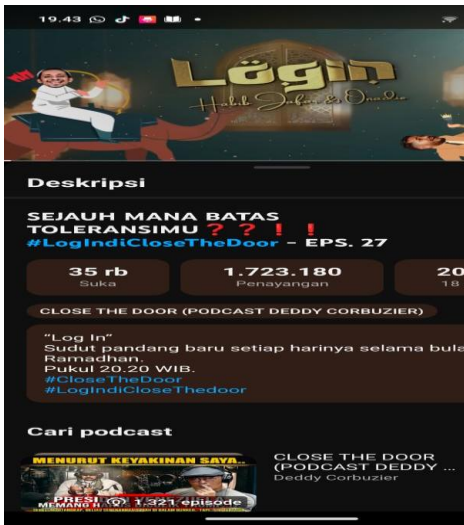 19.43
Login
Habib Jafar & Onadio
Deskripsi
SEJAUH MANA BATAS
TOLERANSIMU❓❓❗❗
#LogIndiCloseTheDoor - EPS. 27
35 rb
1.723.180
20
Suka
Penayangan
18
CLOSE THE DOOR (PODCAST DEDDY CORBUZIER)
"Log In"
Sudut pandang baru setiap harinya selama bula
Ramadhan.
Pukul 20.20 WIB.
#CloseTheDoor
#LogIndiCloseThedoor
Cari podcast
MENURUT KEYAKINAN SAYA..
PRESI
MEMANG H
1.321 episode
CLOSE THE DOOR
(PODCAST DEDDY ...
Deddy Corbuzier